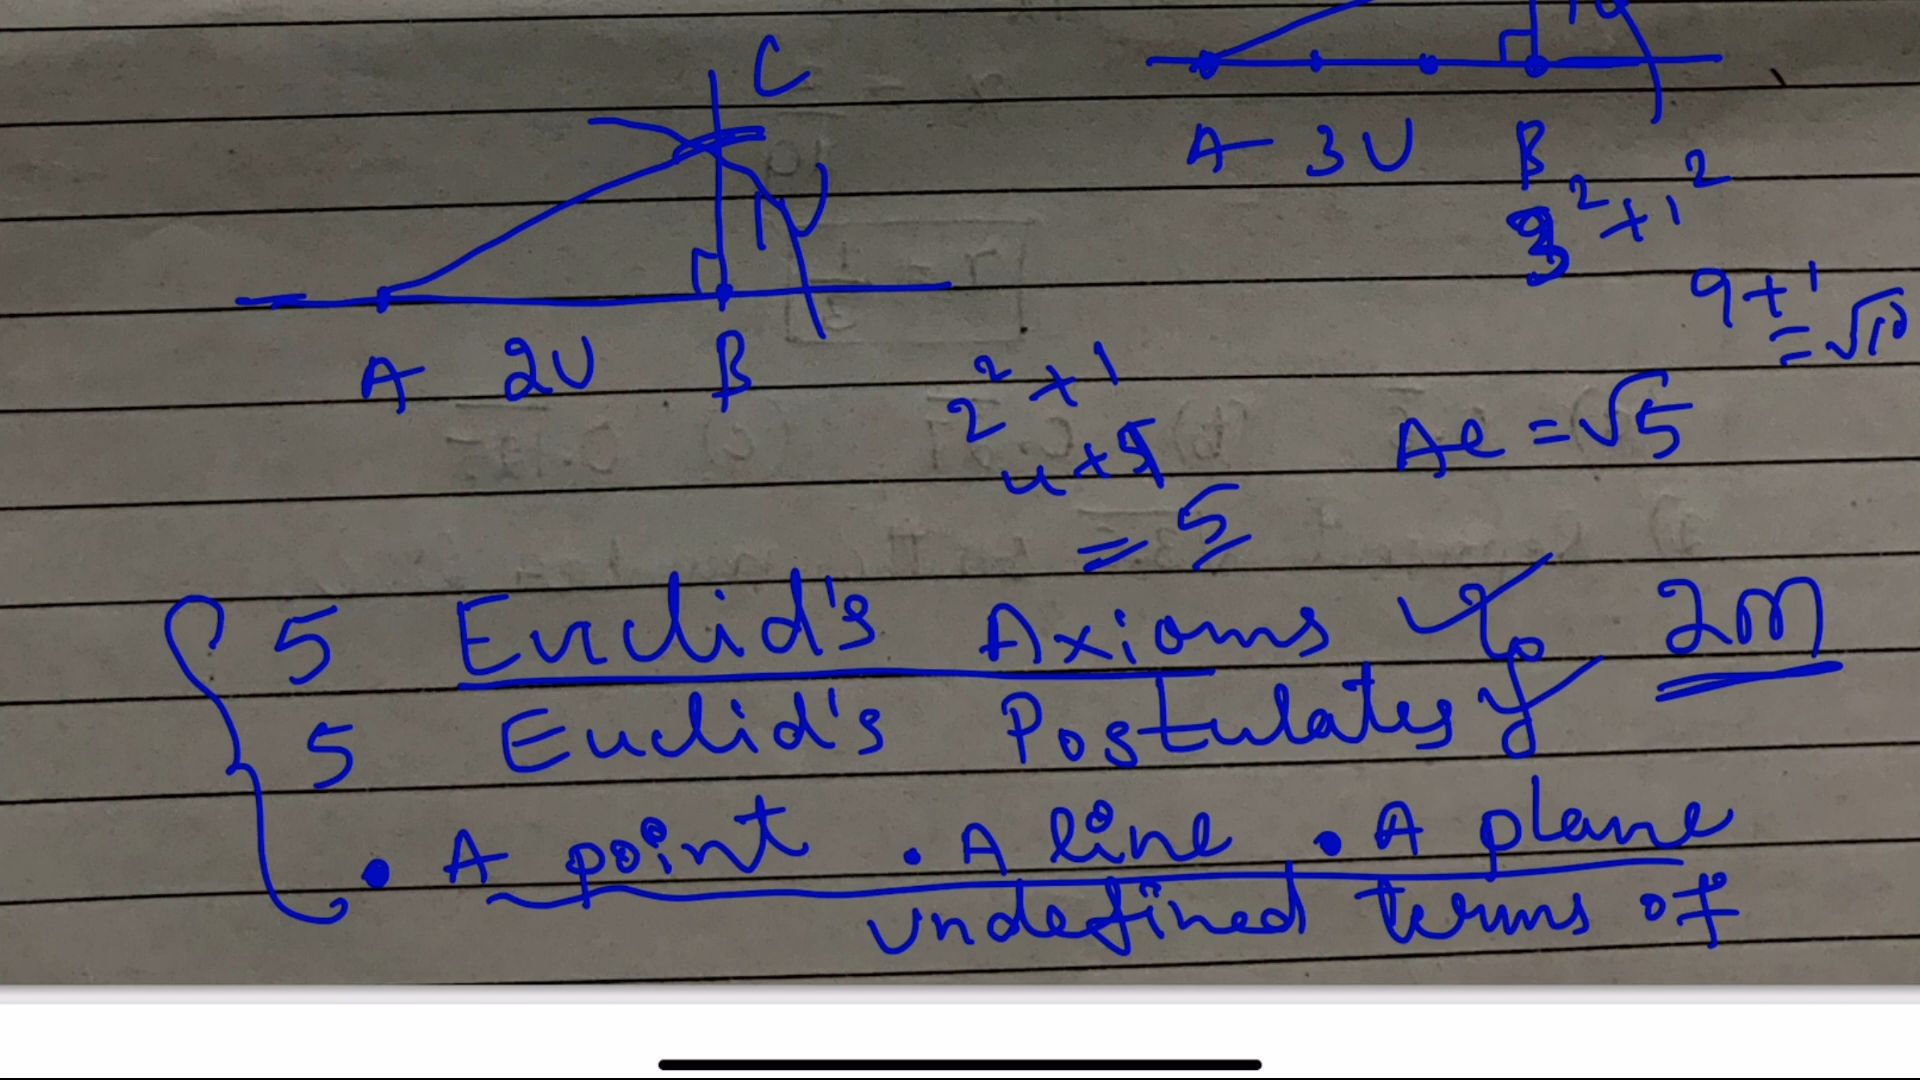 C
1U
A 2U B
A 3U B
3² + 1²
9 + 1
= √10
2² + 1
4 + 1
= 5
AC = √5
5 Euclid's Axioms
5 Euclid's Postulates
2M
• A point • A line • A plane
undefined terms of